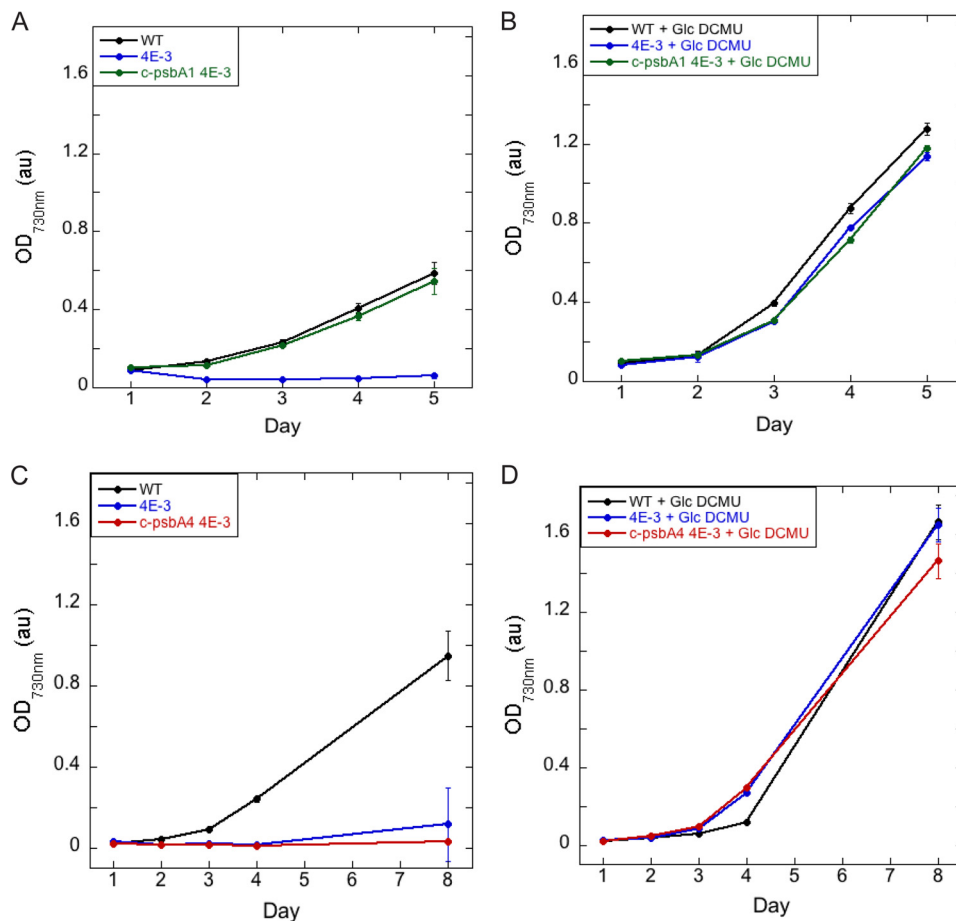 A
WT
4E-3
c-psbA1 4E-3
1.6
1.2
0.8
0.4
0
OD730nm (au)
1 2 3 4 5
Day
B
WT + Glc DCMU
4E-3 + Glc DCMU
c-psbA1 4E-3 + Glc DCMU
1.6
1.2
0.8
0.4
0
OD730nm (au)
1 2 3 4 5
Day
C
WT
4E-3
c-psbA4 4E-3
1.6
1.2
0.8
0.4
0
OD730nm (au)
1 2 3 4 5 6 7 8
Day
D
WT + Glc DCMU
4E-3 + Glc DCMU
c-psbA4 4E-3 + Glc DCMU
1.6
1.2
0.8
0.4
0
OD730nm (au)
1 2 3 4 5 6 7 8
Day